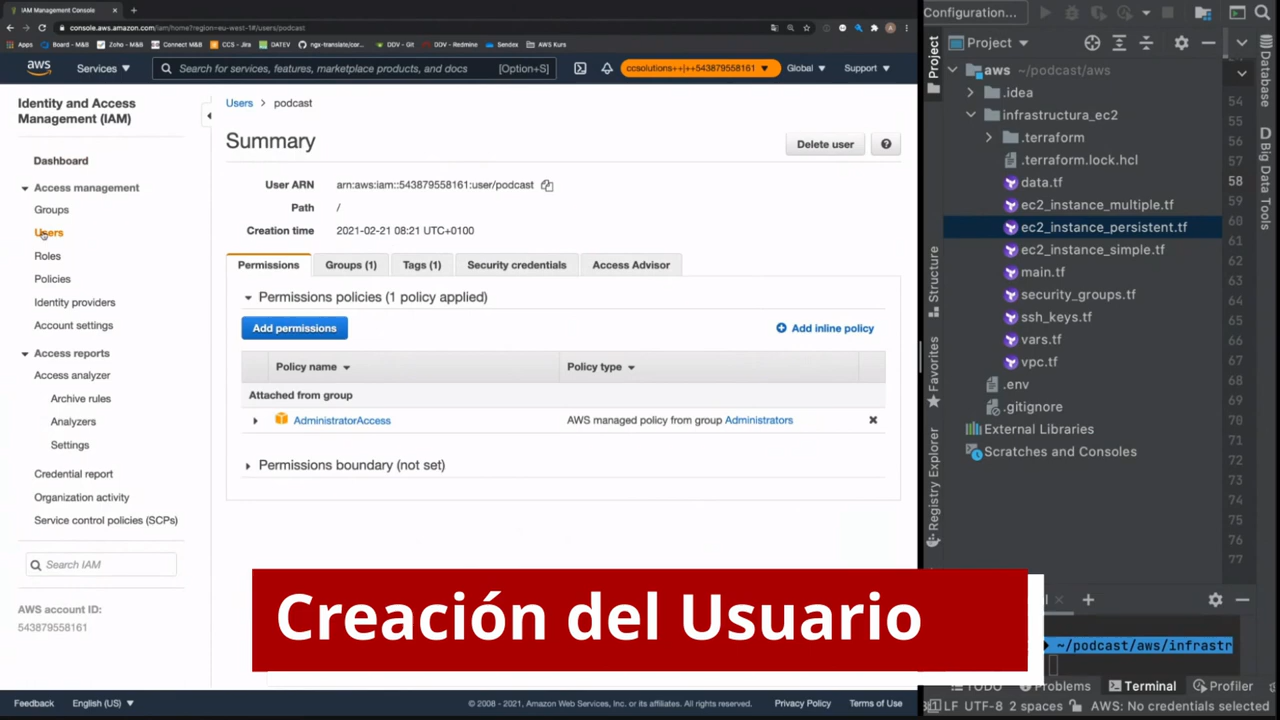 IAM Management Console
console.aws.amazon.com/iam/home?region=eu-west-1#/users/podcast
Apps
Board - M&B
Zoho - M&B
Connect M&B
CCS - Jira
DATEV
ngx-translate/cor...
DDV - Git
DDV - Redmine
Sendex
AWS Kurs
aws
Services
Search for services, features, marketplace products, and docs
[Option+S]
ccsolutions++|++543879558161
Global
Support
Identity and Access
Management (IAM)
Dashboard
Access management
Groups
Users
Roles
Policies
Identity providers
Account settings
Access reports
Access analyzer
Archive rules
Analyzers
Settings
Credential report
Organization activity
Service control policies (SCPs)
Search IAM
AWS account ID:
543879558161
Users > podcast
Summary
Delete user
User ARN arn:aws:iam::543879558161:user/podcast
Path /
Creation time 2021-02-21 08:21 UTC+0100
Permissions
Groups (1)
Tags (1)
Security credentials
Access Advisor
Permissions policies (1 policy applied)
Add permissions
Add inline policy
Policy name
Policy type
Attached from group
AdministratorAccess
AWS managed policy from group Administrators
Permissions boundary (not set)
Creación del Usuario
Feedback
English (US)
© 2008 - 2021, Amazon Web Services, Inc. or its affiliates. All rights reserved.
Privacy Policy
Terms of Use
Configuration...
Project
Project
Structure
Favorites
Registry Explorer
aws ~/podcast/aws
.idea
infrastructura_ec2
.terraform
.terraform.lock.hcl
data.tf
ec2_instance_multiple.tf
ec2_instance_persistent.tf
ec2_instance_simple.tf
main.tf
security_groups.tf
ssh_keys.tf
vars.tf
vpc.tf
.env
.gitignore
External Libraries
Scratches and Consoles
54
55
56
57
58
59
60
61
62
63
64
65
66
67
68
69
70
71
72
73
74
75
76
77
Database
Big Data Tools
~/podcast/aws/infrastr
TODO
Problems
Terminal
Profiler
LF UTF-8 2 spaces
AWS: No credentials selected